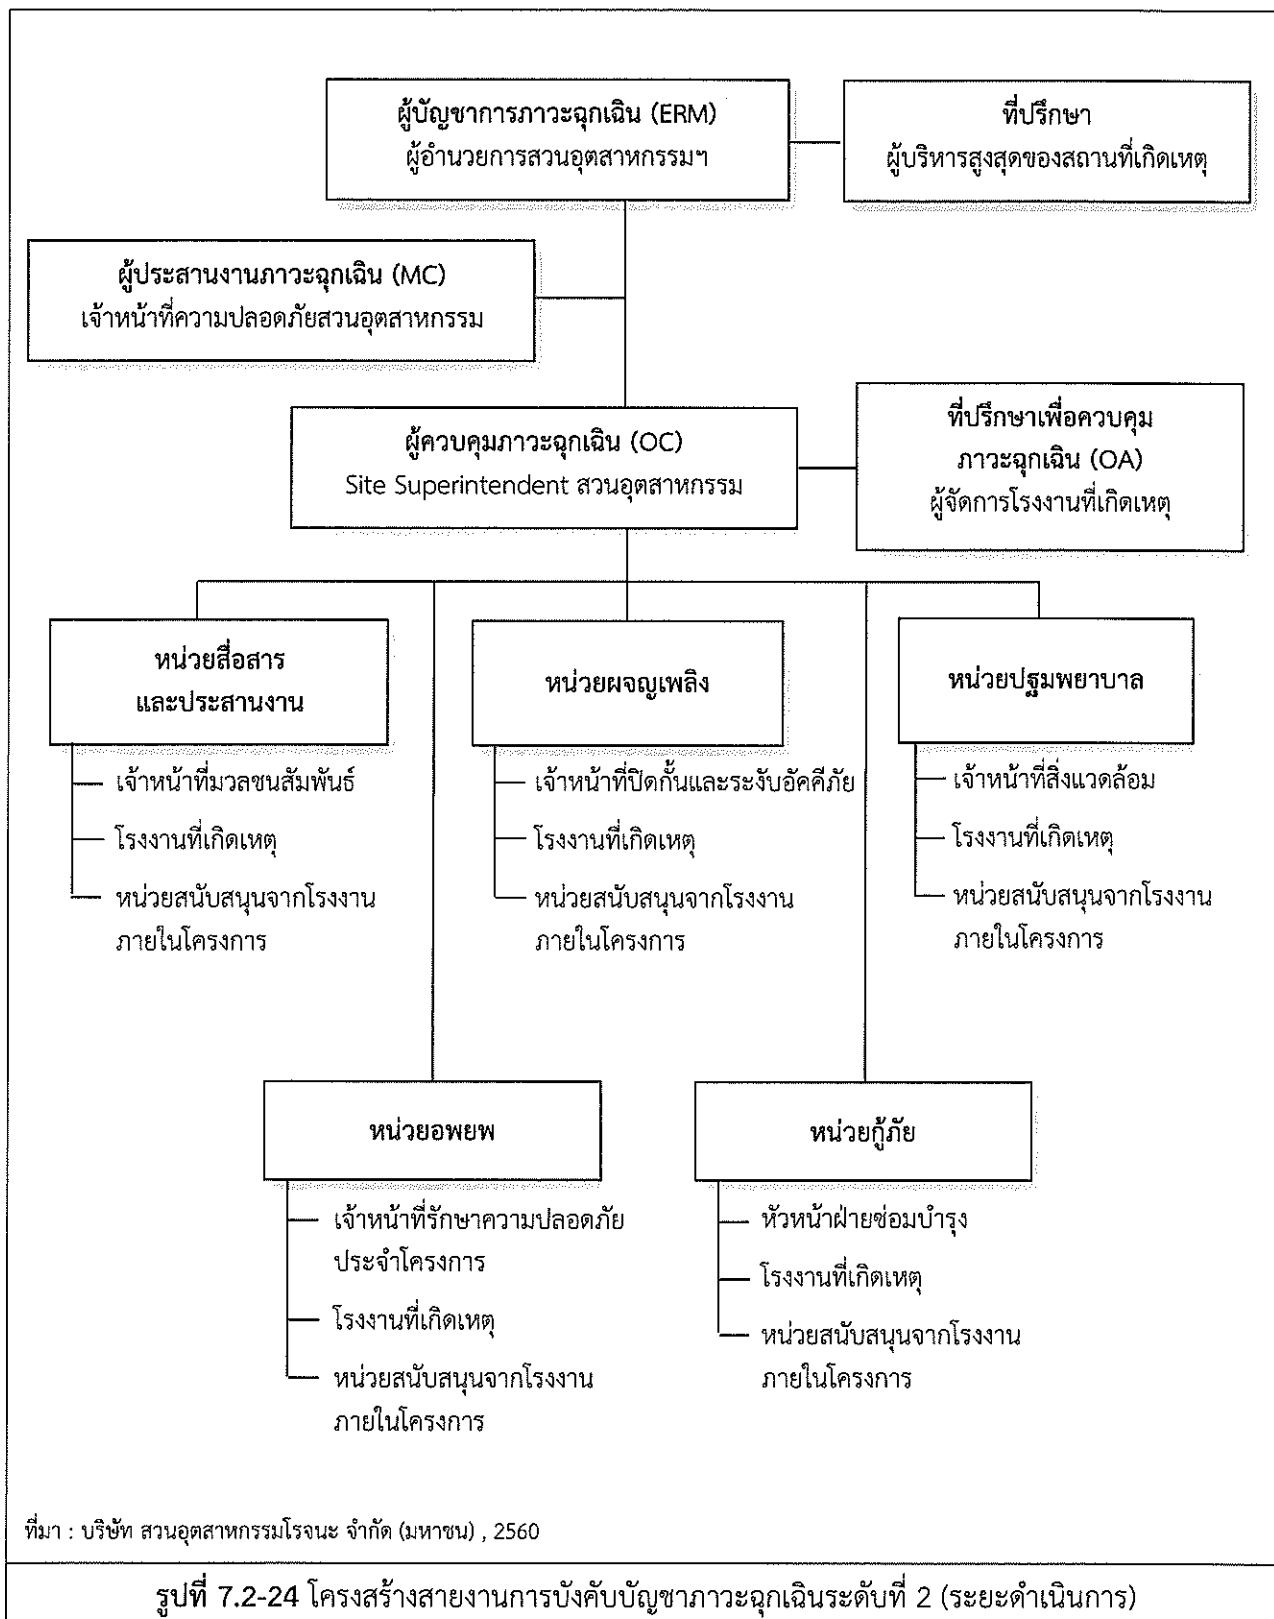 ผู้บัญชาการภาวะฉุกเฉิน (ERM)
ผู้อำนวยการสวนอุตสาหกรรมฯ
ที่ปรึกษา
ผู้บริหารสูงสุดของสถานที่เกิดเหตุ
ผู้ประสานงานภาวะฉุกเฉิน (MC)
เจ้าหน้าที่ความปลอดภัยสวนอุตสาหกรรม
ผู้ควบคุมภาวะฉุกเฉิน (OC)
Site Superintendent สวนอุตสาหกรรม
ที่ปรึกษาเพื่อควบคุม
ภาวะฉุกเฉิน (OA)
ผู้จัดการโรงงานที่เกิดเหตุ
หน่วยสื่อสาร
และประสานงาน
เจ้าหน้าที่มวลชนสัมพันธ์
โรงงานที่เกิดเหตุ
หน่วยสนับสนุนจากโรงงาน
ภายในโครงการ
หน่วยผจญเพลิง
เจ้าหน้าที่ปิดกั้นและระงับอัคคีภัย
โรงงานที่เกิดเหตุ
หน่วยสนับสนุนจากโรงงาน
ภายในโครงการ
หน่วยปฐมพยาบาล
เจ้าหน้าที่สิ่งแวดล้อม
โรงงานที่เกิดเหตุ
หน่วยสนับสนุนจากโรงงาน
ภายในโครงการ
หน่วยอพยพ
เจ้าหน้าที่รักษาความปลอดภัย
ประจำโครงการ
โรงงานที่เกิดเหตุ
หน่วยสนับสนุนจากโรงงาน
ภายในโครงการ
หน่วยกู้ภัย
หัวหน้าฝ่ายซ่อมบำรุง
โรงงานที่เกิดเหตุ
หน่วยสนับสนุนจากโรงงาน
ภายในโครงการ
ที่มา : บริษัท สวนอุตสาหกรรมโรจนะ จำกัด (มหาชน) , 2560
รูปที่ 7.2-24 โครงสร้างสายงานการบังคับบัญชาภาวะฉุกเฉินระดับที่ 2 (ระยะดำเนินการ)